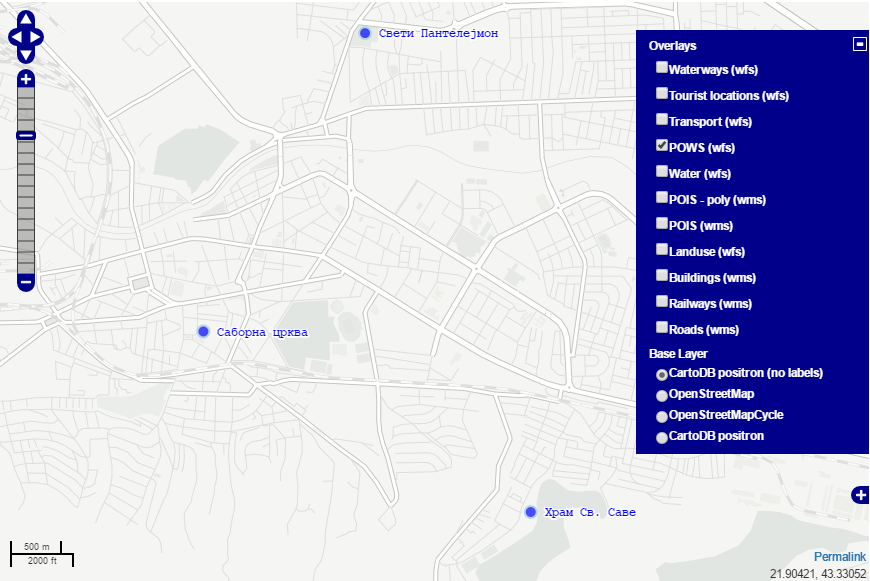 Свети Пантелејмон
Overlays
Waterways (wfs)
Tourist locations (wfs)
Transport (wfs)
POWS (wfs)
Water (wfs)
POIS - poly (wms)
POIS (wms)
Landuse (wfs)
Buildings (wms)
Railways (wms)
Roads (wms)
Base Layer
CartoDB positron (no labels)
OpenStreetMap
OpenStreetMapCycle
CartoDB positron
Саборна црква
Храм Св. Саве
500 m
2000 ft
Permalink
21.90421, 43.33052